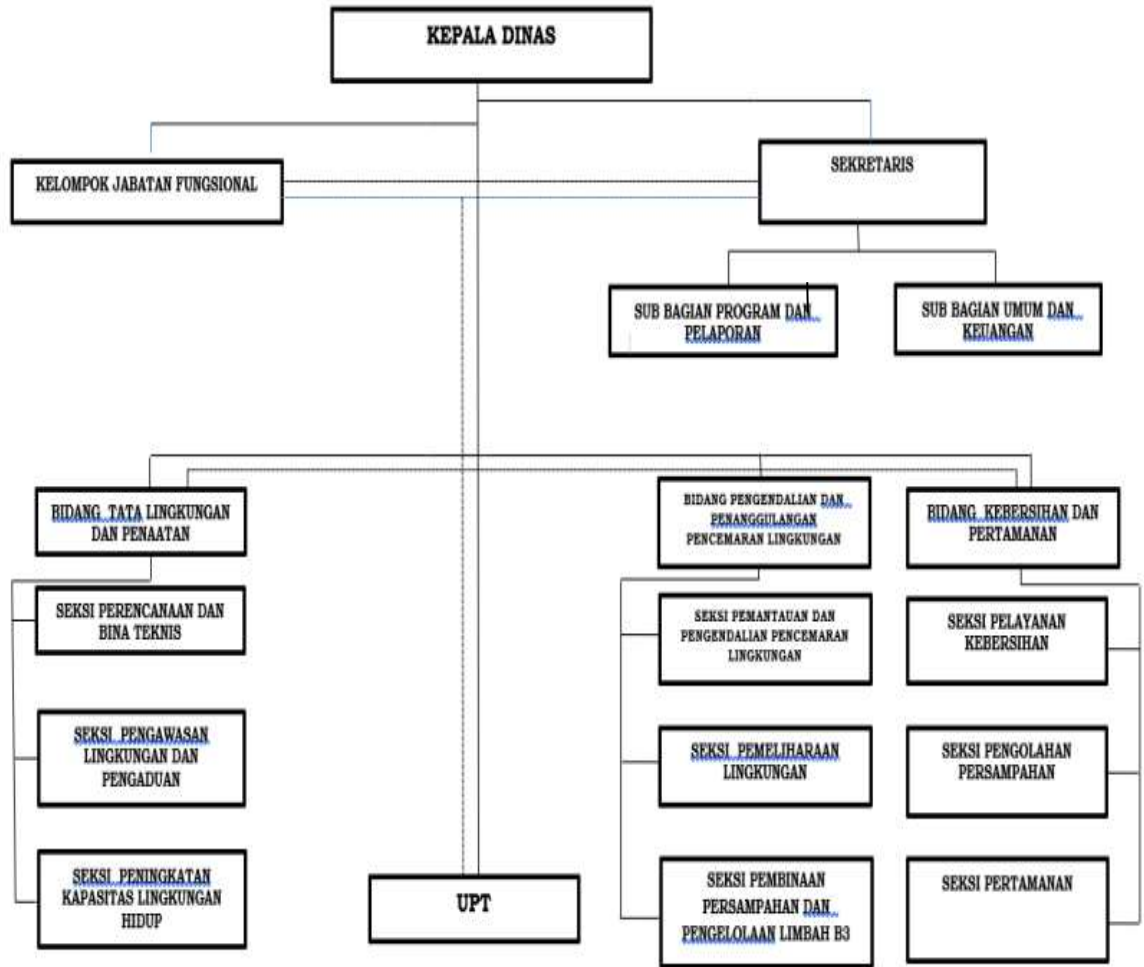 KEPALA DINAS
KELOMPOK JABATAN FUNGSIONAL
SEKRETARIS
SUB BAGIAN PROGRAM DAN
PELAPORAN
SUB BAGIAN UMUM DAN
KEUANGAN
BIDANG TATA LINGKUNGAN
DAN PENAATAN
SEKSI PERENCANAAN DAN
BINA TEKNIS
SEKSI PENGAWASAN
LINGKUNGAN DAN
PENGADUAN
SEKSI PENINGKATAN
KAPASITAS LINGKUNGAN
HIDUP
UPT
BIDANG PENGENDALIAN DAN
PENANGGULANGAN
PENCEMARAN LINGKUNGAN
SEKSI PEMANTAUAN DAN
PENGENDALIAN PENCEMARAN
LINGKUNGAN
SEKSI PEMELIHARAAN
LINGKUNGAN
SEKSI PEMBINAAN
PERSAMPAHAN DAN
PENGELOLAAN LIMBAH B3
BIDANG KEBERSIHAN DAN
PERTAMANAN
SEKSI PELAYANAN
KEBERSIHAN
SEKSI PENGOLAHAN
PERSAMPAHAN
SEKSI PERTAMANAN